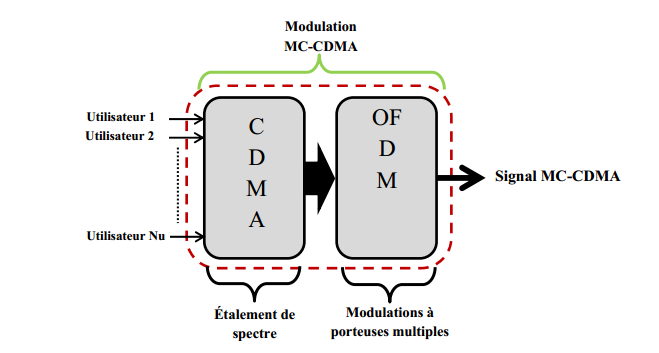 Modulation
MC-CDMA
Utilisateur 1
Utilisateur 2
Utilisateur Nu
C
D
M
A
OF
D
M
Signal MC-CDMA
Étalement de
spectre
Modulations à
porteuses multiples